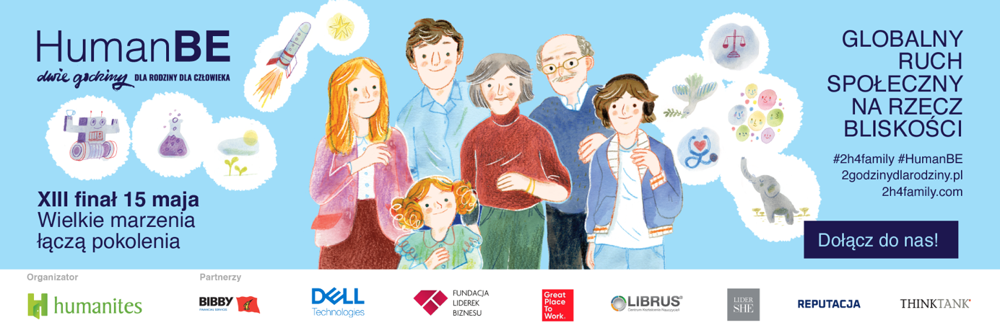 HumanBE
dwie godziny DLA RODZINY DLA CZŁOWIEKA
XIII finał 15 maja
Wielkie marzenia
łączą pokolenia
GLOBALNY
RUCH
SPOŁECZNY
NA RZECZ
BLISKOŚCI
#2h4family #HumanBE
2godzinydlarodziny.pl
2h4family.com
Dołącz do nas!
Organizator
Partnerzy
humanites
BIBBY
FINANCIAL SERVICES
DELL
Technologies
FUNDACJA
LIDEREK
BIZNESU
Great
Place
To
Work.
LIBRUS®
Centrum Kształcenia Nauczycieli
LIDER
SHE
REPUTACJA
THINKTANK